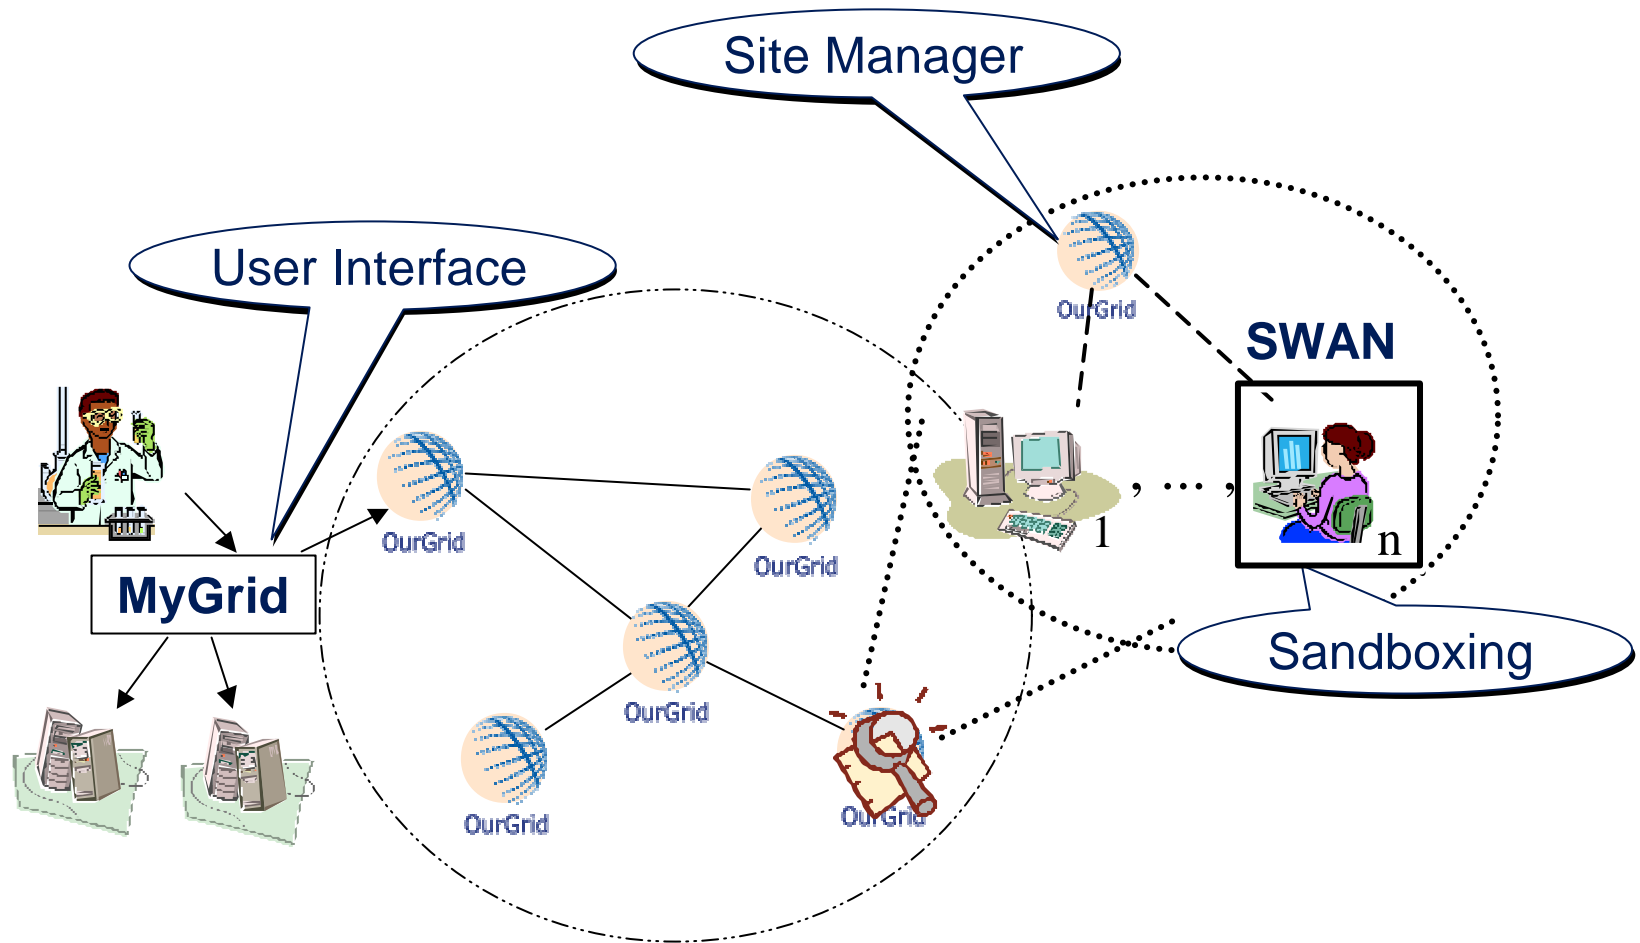 Site Manager
User Interface
OurGrid
SWAN
OurGrid
OurGrid
, ... ,
1
n
MyGrid
Sandboxing
OurGrid
OurGrid
OurGrid